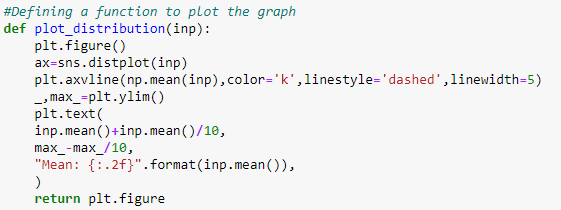 #Defining a function to plot the graph
def plot_distribution(inp):
    plt.figure()
    ax=sns.distplot(inp)
    plt.axvline(np.mean(inp),color='k',linestyle='dashed',linewidth=5)
    _,max_=plt.ylim()
    plt.text(
    inp.mean()+inp.mean()/10,
    max_-max_/10,
    "Mean: {:.2f}".format(inp.mean()),
    )
    return plt.figure